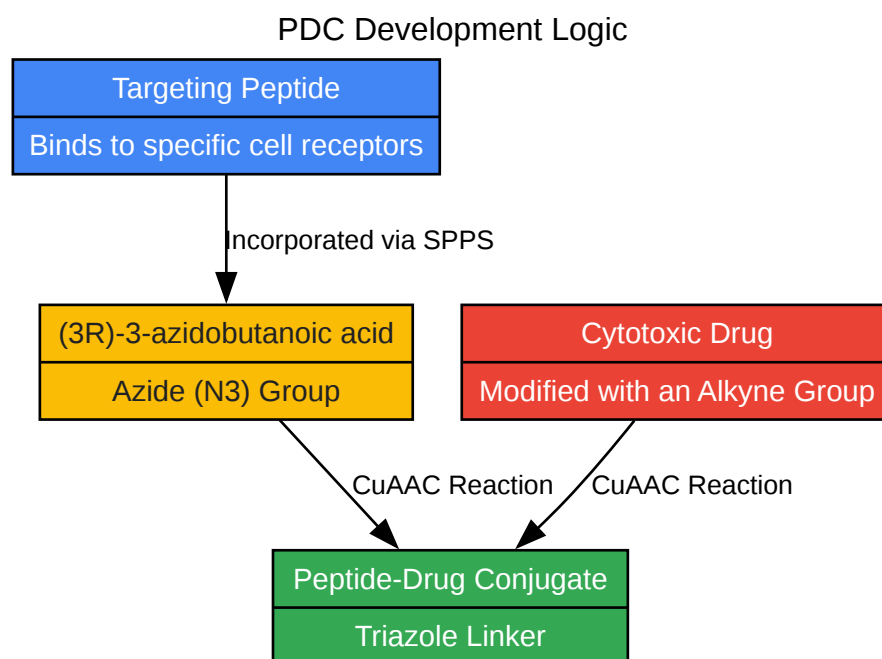 PDC Development Logic
Targeting Peptide
Binds to specific cell receptors
Incorporated via SPPS
(3R)-3-azidobutanoic acid
Azide (N3) Group
Cytotoxic Drug
Modified with an Alkyne Group
CuAAC Reaction
CuAAC Reaction
Peptide-Drug Conjugate
Triazole Linker